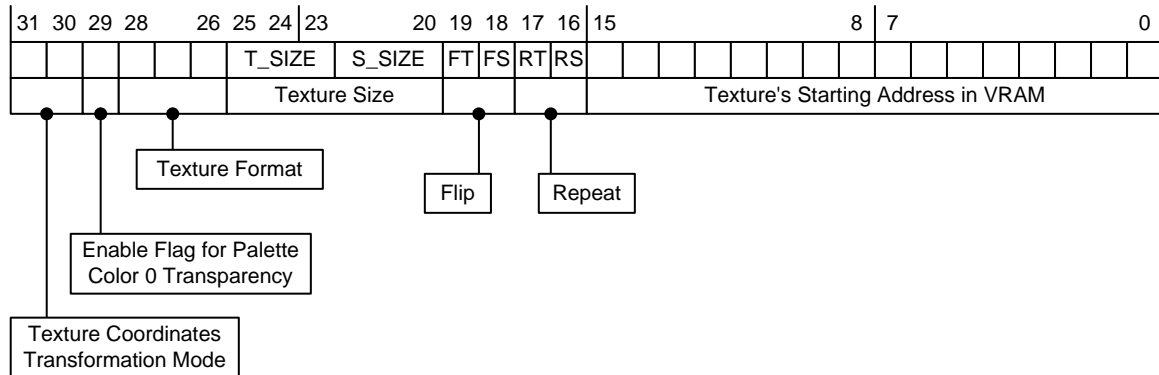 31 30 29 28 26 25 24 23 20 19 18 17 16 15 8 7 0
T_SIZE S_SIZE FT FS RT RS
Texture Size Texture's Starting Address in VRAM
Texture Format
Flip
Repeat
Enable Flag for Palette
Color 0 Transparency
Texture Coordinates
Transformation Mode